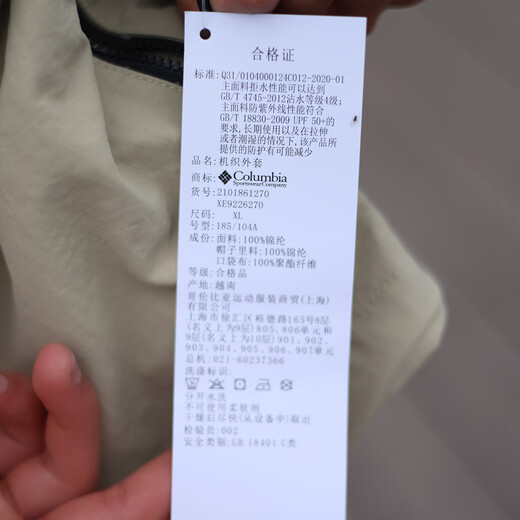 合格证
标准: Q31/0104000124C012-2020-01
主面料拒水性能可以达到
GB/T 4745-2012沾水等级4级;
主面料防紫外线性能符合
GB/T 18830-2009 UPF 50+的
要求,长期使用以及在拉伸
或者潮湿的情况下,该产品所
提供的防护有可能减少
品名: 机织外套
商标: Columbia
Sportswear Company
货号: 2101861270
XE9226270
尺码: XL
号型: 185/104A
成份: 面料:100%锦纶
帽子里料:100%锦纶
口袋布:100%聚酯纤维
等级: 合格品
产地: 越南
哥伦比亚运动服装商贸(上海)
有限公司
上海市徐汇区裕德路165号8层
(名义上为9层)805、806单元和
9层(名义上为10层)901、902、
903、904、905、906、907单元
总机:021-60237366
洗涤标识:
分开水洗
不可使用柔软剂
干燥后尽快(从设备中)取出
检验员:002
安全类别:GB 18401 C类